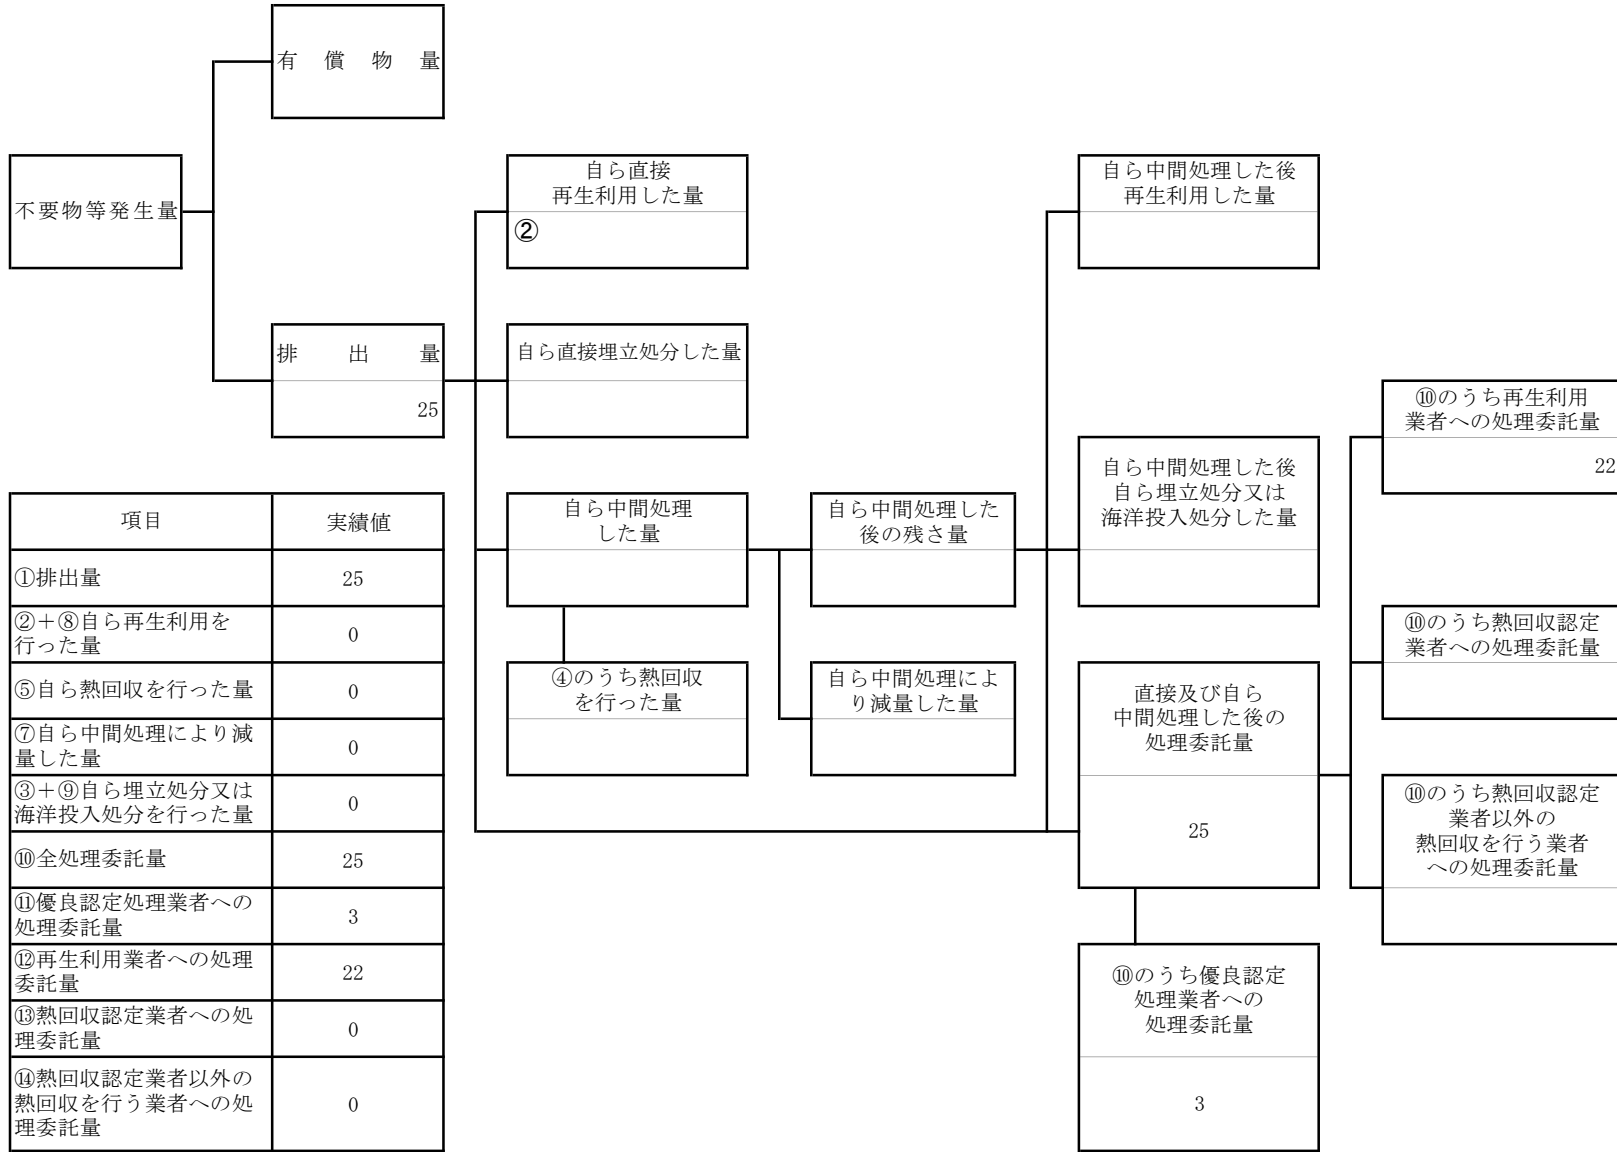 有償物量
不要物等発生量
自ら直接
再生利用した量
②
自ら中間処理した後
再生利用した量
排出量
25
自ら直接埋立処分した量
⑩のうち再生利用
業者への処理委託量
22
自ら中間処理した後
自ら埋立処分又は
海洋投入処分した量
自ら中間処理
した量
自ら中間処理した
後の残さ量
④のうち熱回収
を行った量
自ら中間処理によ
り減量した量
直接及び自ら
中間処理した後の
処理委託量
25
⑩のうち熱回収認定
業者への処理委託量
⑩のうち熱回収認定
業者以外の
熱回収を行う業者
への処理委託量
⑩のうち優良認定
処理業者への
処理委託量
3
項目 実績値
①排出量 25
②+⑧自ら再生利用を
行った量 0
⑤自ら熱回収を行った量 0
⑦自ら中間処理により減
量した量 0
③+⑨自ら埋立処分又は
海洋投入処分を行った量 0
⑩全処理委託量 25
⑪優良認定処理業者への
処理委託量 3
⑫再生利用業者への処理
委託量 22
⑬熱回収認定業者への処
理委託量 0
⑭熱回収認定業者以外の
熱回収を行う業者への処
理委託量 0